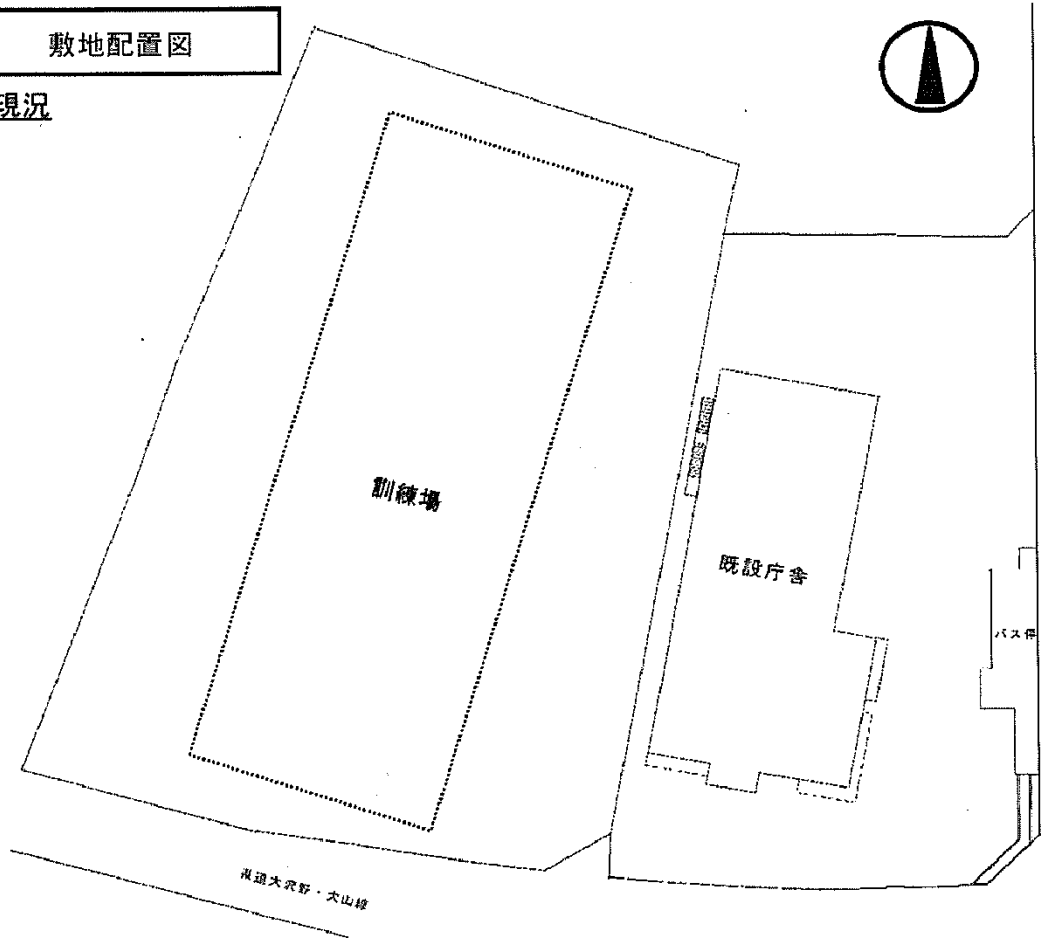 敷地配置図
現況
訓練場
既設庁舎
バス停
県道大沢野・大山線